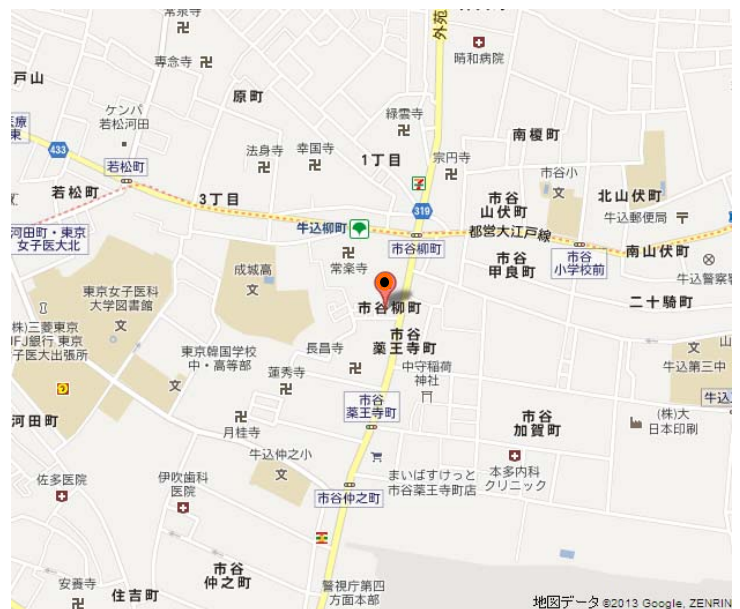 常泉寺
専念寺
戸山
外苑
晴和病院
原町
ケンパ
若松河田
緑雲寺
南榎町
医療
東
433
法身寺
幸国寺
1丁目
宗円寺
若松町
市谷小
若松町
3丁目
319
市谷
山伏町
北山伏町
牛込郵便局
牛込柳町
都営大江戸線
河田町・東京
女子医大北
市谷柳町
市谷
小学校前
南山伏町
成城高
常楽寺
市谷
甲良町
牛込警察
東京女子医科
大学図書館
市谷柳町
二十騎町
株)三菱東京
UFJ銀行 東京
子医大出張所
東京韓国学校
中・高等部
長昌寺
市谷
薬王寺町
蓮秀寺
中守稲荷
神社
山
牛込第三中
河田町
月桂寺
市谷
薬王寺町
市谷
加賀町
牛込
(株)大
日本印刷
牛込仲之小
佐多医院
伊吹歯科
医院
まいばすけっと
市谷薬王寺町店
本多内科
クリニック
市谷仲之町
市谷
仲之町
安養寺
住吉町
警視庁第四
方面本部
地図データ ©2013 Google, ZENRIN